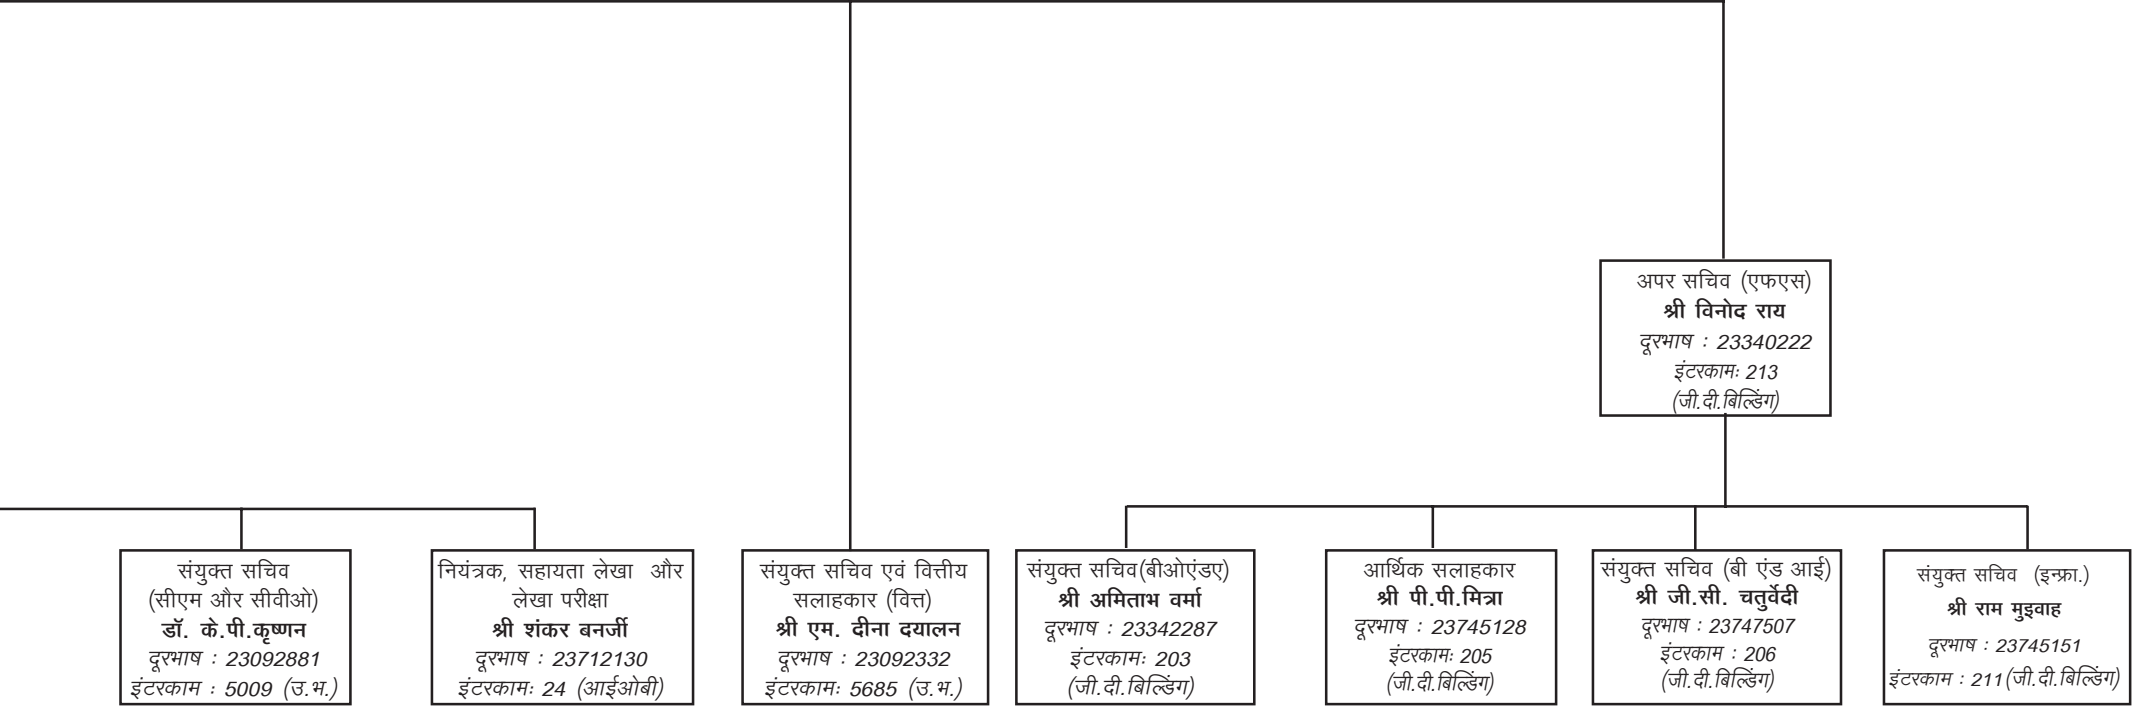 अपर सचिव (एफएस)
श्री विनोद राय
दूरभाष : 23340222
इंटरकामः 213
(जी.दी.बिल्डिंग)
संयुक्त सचिव
(सीएम और सीवीओ)
डॉ. के.पी.कृष्णन
दूरभाष : 23092881
इंटरकाम : 5009 (उ.भ.)
नियंत्रक, सहायता लेखा और
लेखा परीक्षा
श्री शंकर बनर्जी
दूरभाष : 23712130
इंटरकामः 24 (आईओबी)
संयुक्त सचिव एवं वित्तीय
सलाहकार (वित्त)
श्री एम. दीना दयालन
दूरभाष : 23092332
इंटरकामः 5685 (उ.भ.)
संयुक्त सचिव(बीओएंडए)
श्री अमिताभ वर्मा
दूरभाष : 23342287
इंटरकामः 203
(जी.दी.बिल्डिंग)
आर्थिक सलाहकार
श्री पी.पी.मित्रा
दूरभाष : 23745128
इंटरकामः 205
(जी.दी.बिल्डिंग)
संयुक्त सचिव (बी एंड आई)
श्री जी.सी. चतुर्वेदी
दूरभाष : 23747507
इंटरकाम : 206
(जी.दी.बिल्डिंग)
संयुक्त सचिव (इन्फ्रा.)
श्री राम मुइवाह
दूरभाष : 23745151
इंटरकाम : 211(जी.दी.बिल्डिंग)